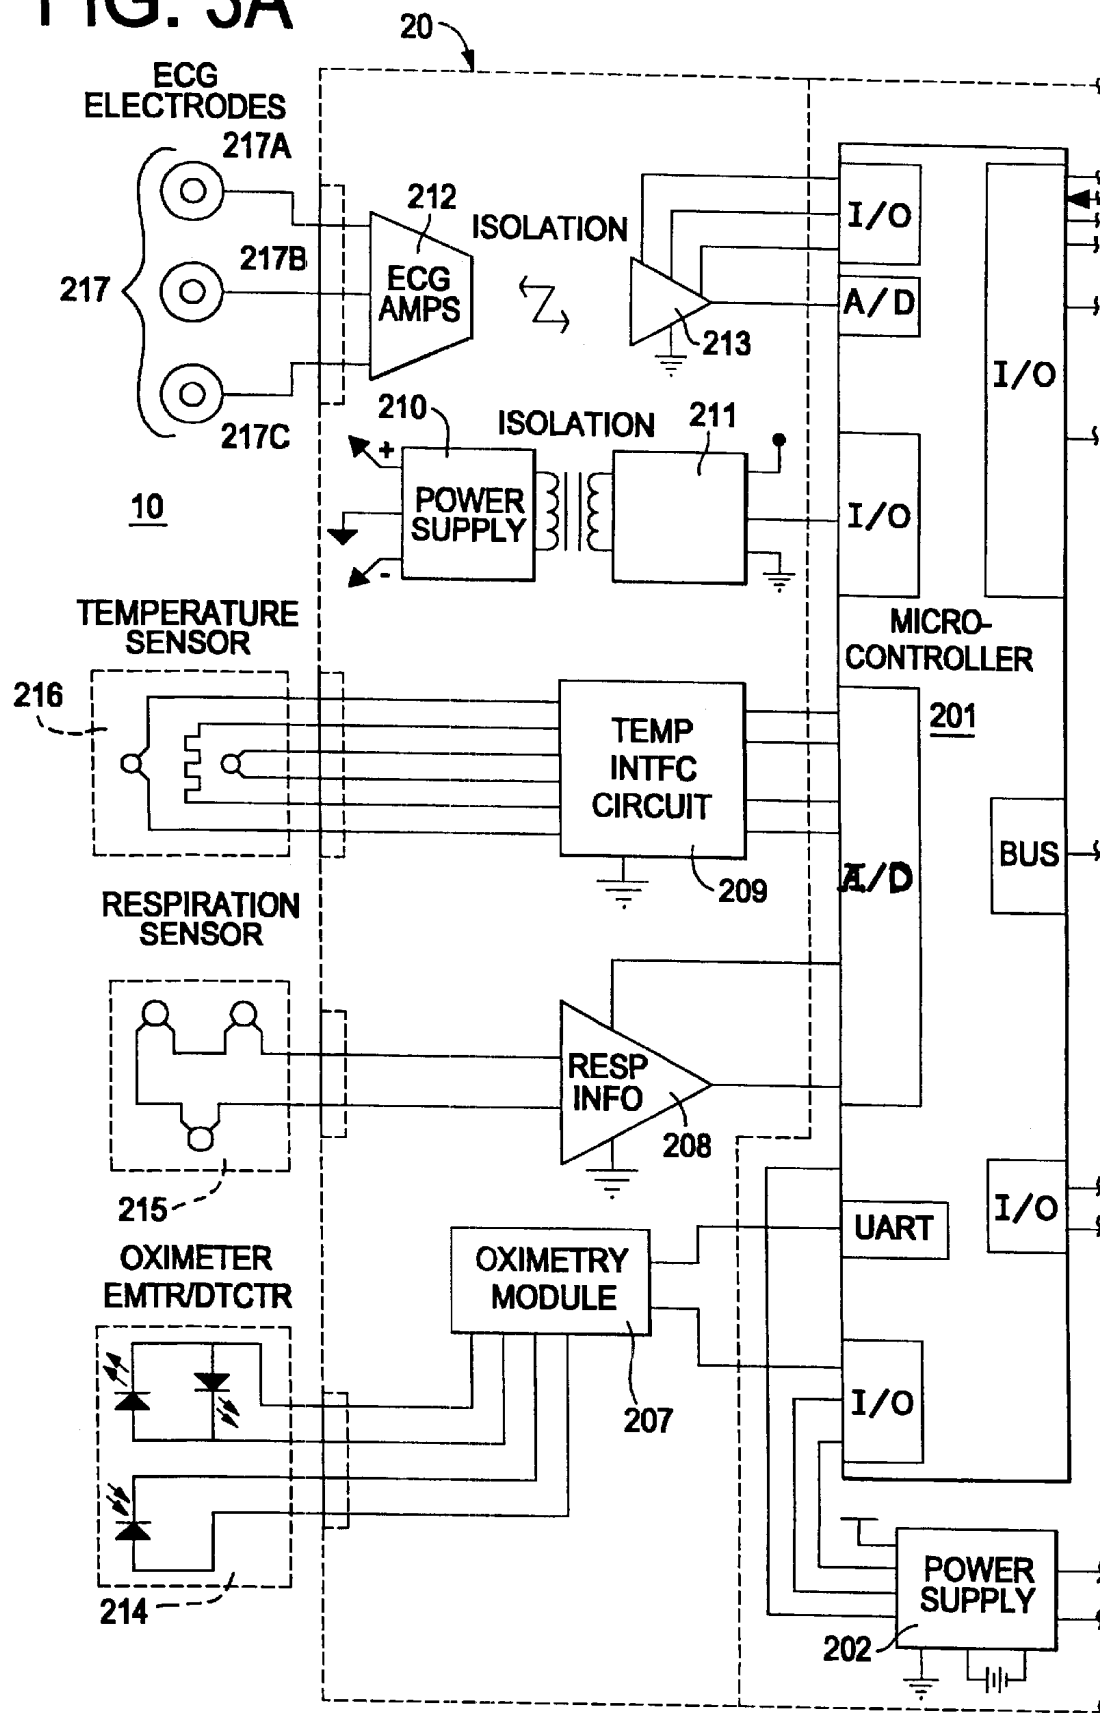 FIG. 3A
20
ECG
ELECTRODES
217A
212
ISOLATION
I/O
217B
217
ECG
AMPS
A/D
213
I/O
210
ISOLATION
211
217C
+
10
POWER
SUPPLY
I/O
-
TEMPERATURE
SENSOR
MICRO-
CONTROLLER
216
201
TEMP
INTFC
CIRCUIT
BUS
A/D
209
RESPIRATION
SENSOR
RESP
INFO
208
215
I/O
UART
OXIMETER
EMTR/DTCTR
OXIMETRY
MODULE
207
I/O
214
POWER
SUPPLY
202